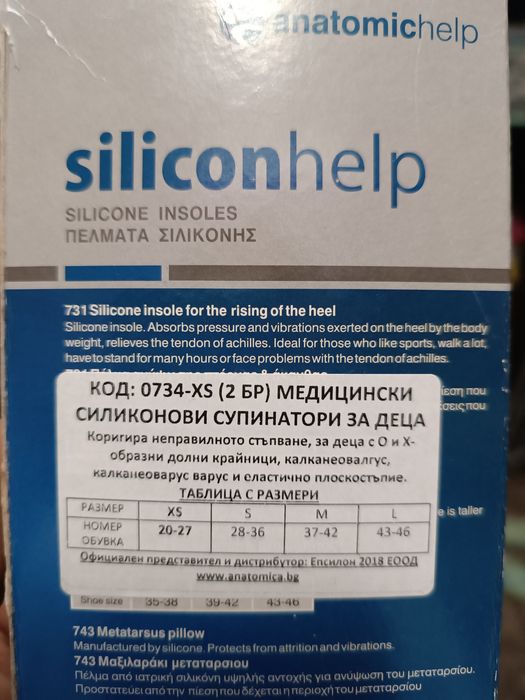 anatomichelp
siliconhelp
SILICONE INSOLES
ΠΕΛΜΑΤΑ ΣΙΛΙΚΟΝΗΣ
731 Silicone insole for the rising of the heel
Silicone insole. Absorbs pressure and vibrations exerted on the heel by the body
weight, relieves the tendon of achilles. Ideal for those who like sports, walk a lot,
have to stand for many hours or face problems with the tendon of achilles.
КОД: 0734-XS (2 БР) МЕДИЦИНСКИ
СИЛИКОНОВИ СУПИНАТОРИ ЗА ДЕЦА
Коригира неправилното стъпване, за деца с О и Х-
образни долни крайници, калканеовалгус,
калканеоварус варус и еластично плоскостъпие.
ТАБЛИЦА С РАЗМЕРИ
РАЗМЕР XS S M L
НОМЕР ОБУВКА 20-27 28-36 37-42 43-46
e is taller
Официален представител и дистрибутор: Епсилон 2018 ЕООД
www.anatomica.bg
Shoe size 35-38 39-42 43-46
743 Metatarsus pillow
Manufactured by silicone. Protects from attrition and vibrations.
743 Μαξιλαράκι μεταταρσίου
Πέλμα από ιατρική σιλικόνη υψηλής αντοχής για ανύψωση του μεταταρσίου.
Προστατεύει από την πίεση που δέχεται η περιοχή του μεταταρσίου